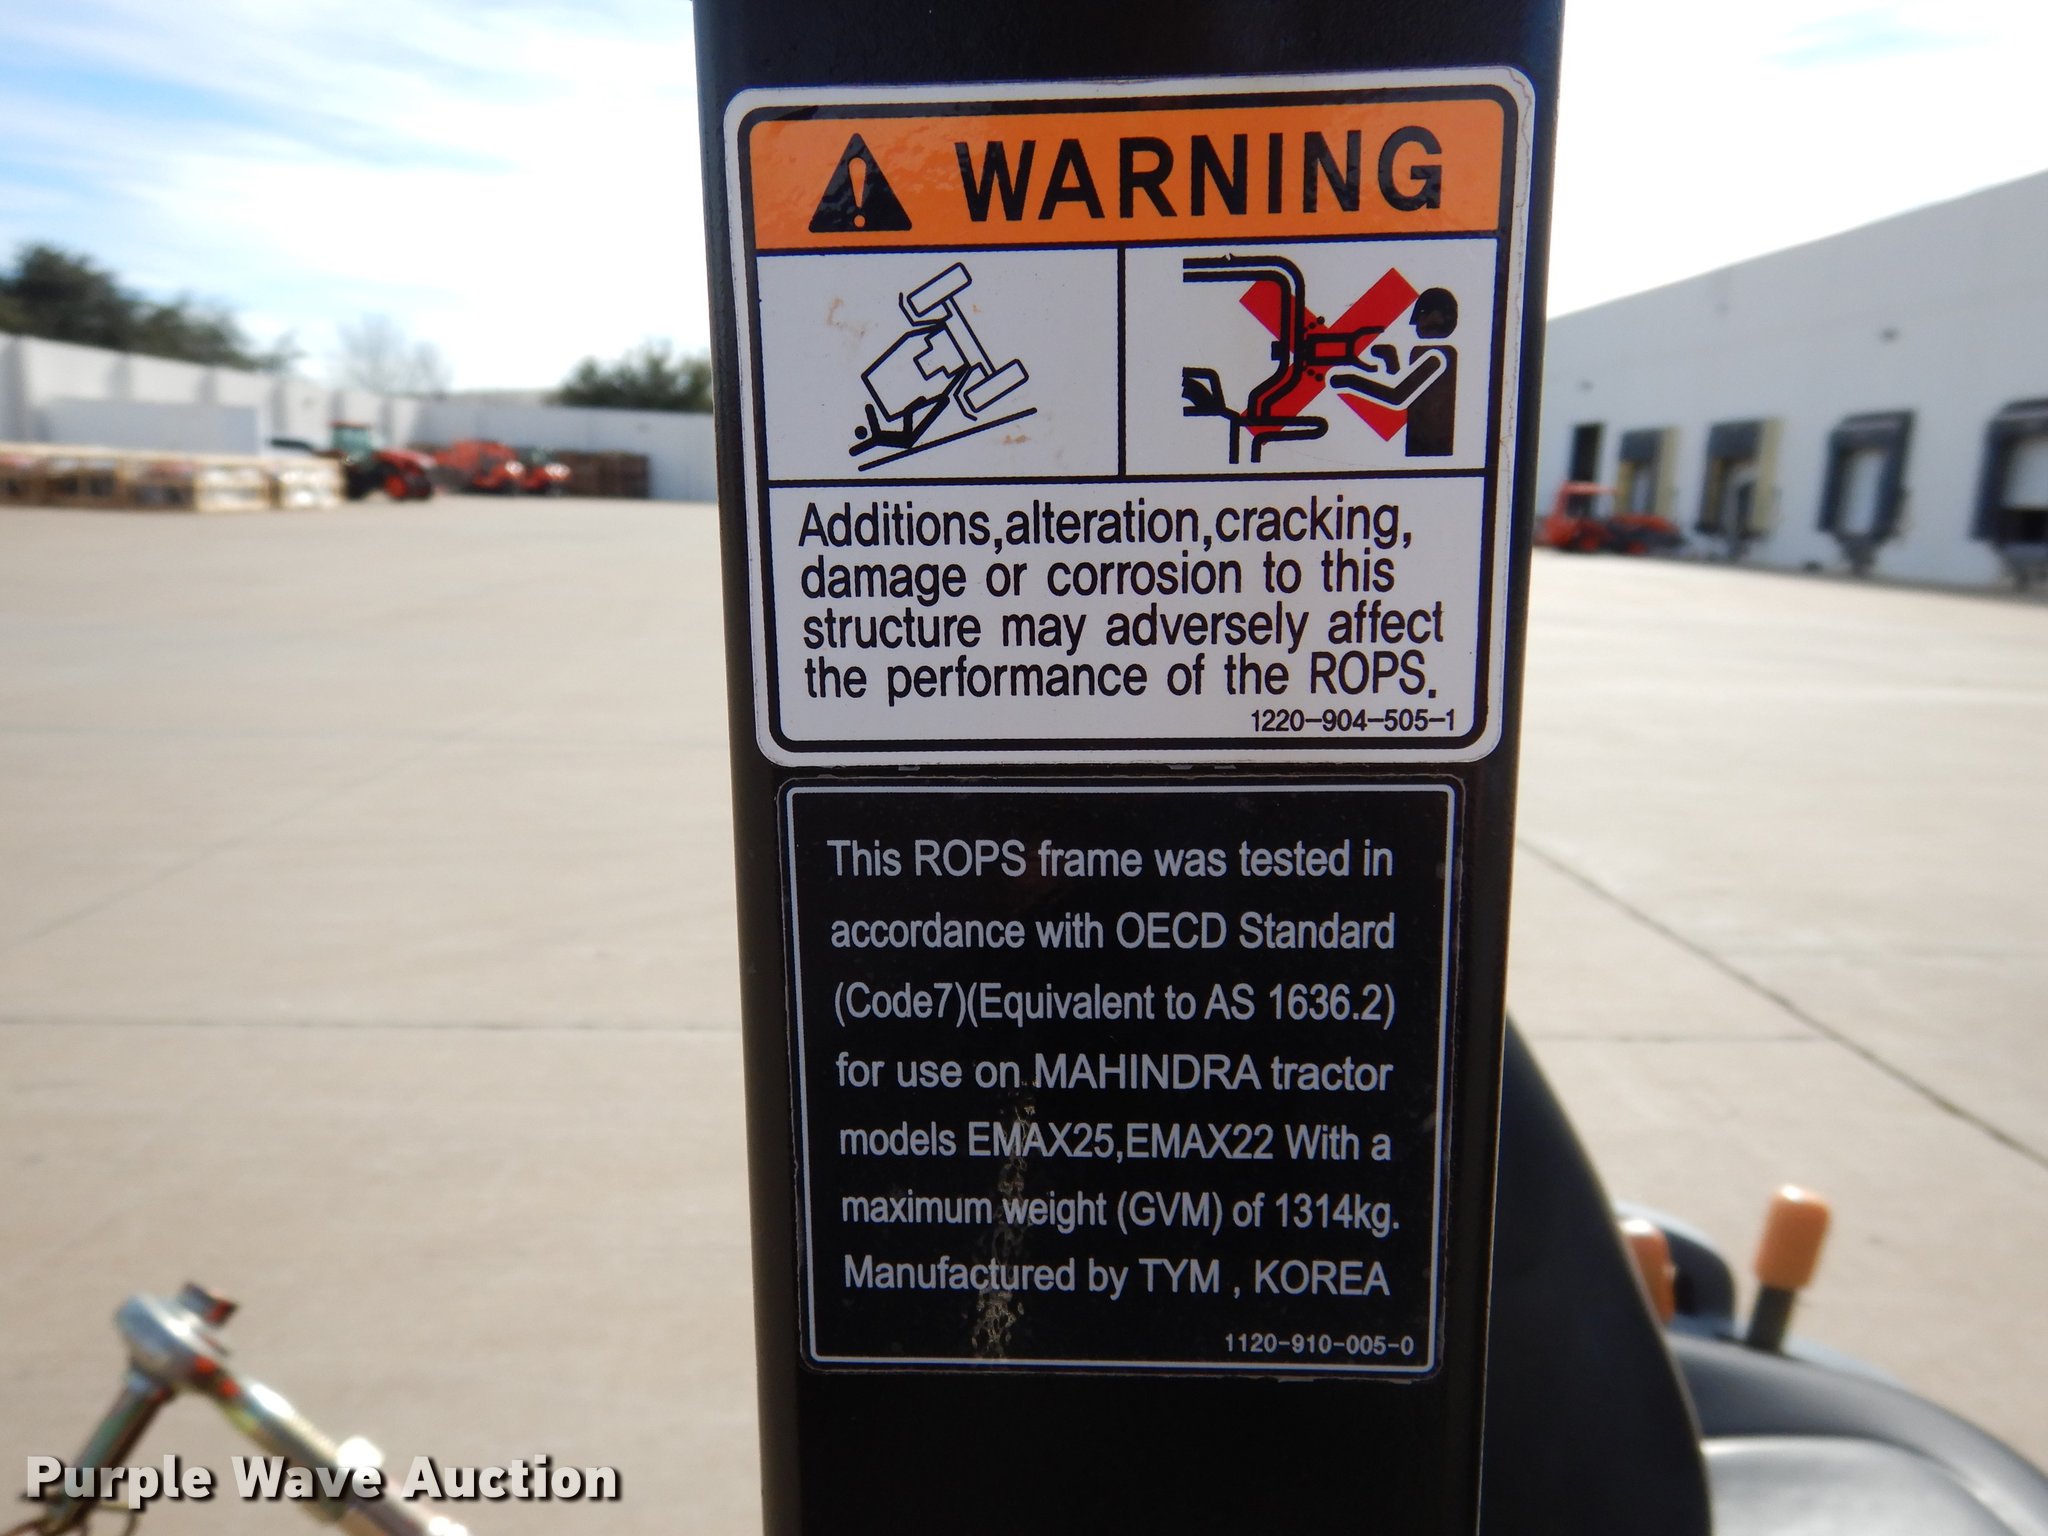 WARNING
Additions,alteration,cracking,
damage or corrosion to this
structure may adversely affect
the performance of the ROPS.
1220-904-505-1
This ROPS frame was tested in
accordance with OECD Standard
(Code7)(Equivalent to AS 1636.2)
for use on MAHINDRA tractor
models EMAX25,EMAX22 With a
maximum weight (GVM) of 1314kg.
Manufactured by TYM , KOREA
1120-910-005-0
Purple Wave Auction